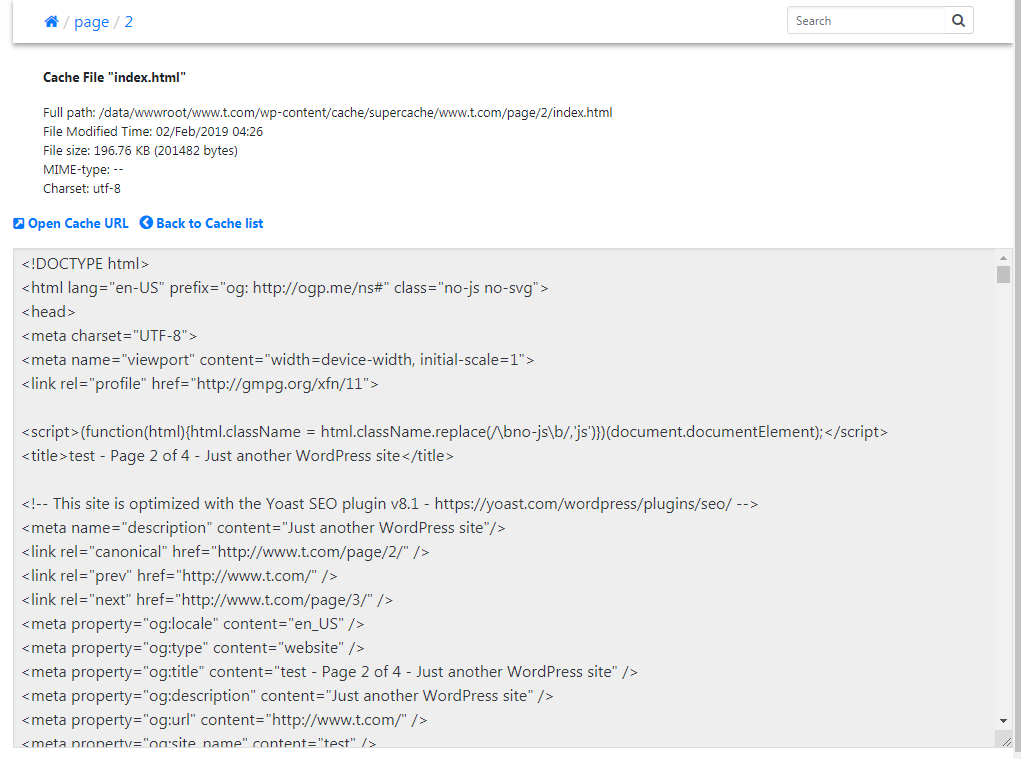 / page / 2
Search
Cache File "index.html"
Full path: /data/wwwroot/www.t.com/wp-content/cache/supercache/www.t.com/page/2/index.html
File Modified Time: 02/Feb/2019 04:26
File size: 196.76 KB (201482 bytes)
MIME-type: --
Charset: utf-8
Open Cache URL Back to Cache list
<!DOCTYPE html>
<html lang="en-US" prefix="og: http://ogp.me/ns#" class="no-js no-svg">
<head>
<meta charset="UTF-8">
<meta name="viewport" content="width=device-width, initial-scale=1">
<link rel="profile" href="http://gmpg.org/xfn/11">
<script>(function(html){html.className = html.className.replace(/\bno-js\b/,'js')})(document.documentElement);</script>
<title>test - Page 2 of 4 - Just another WordPress site</title>
<!-- This site is optimized with the Yoast SEO plugin v8.1 - https://yoast.com/wordpress/plugins/seo/ -->
<meta name="description" content="Just another WordPress site"/>
<link rel="canonical" href="http://www.t.com/page/2/" />
<link rel="prev" href="http://www.t.com/" />
<link rel="next" href="http://www.t.com/page/3/" />
<meta property="og:locale" content="en_US" />
<meta property="og:type" content="website" />
<meta property="og:title" content="test - Page 2 of 4 - Just another WordPress site" />
<meta property="og:description" content="Just another WordPress site" />
<meta property="og:url" content="http://www.t.com/" />
<meta property="og:site_name" content="test" />